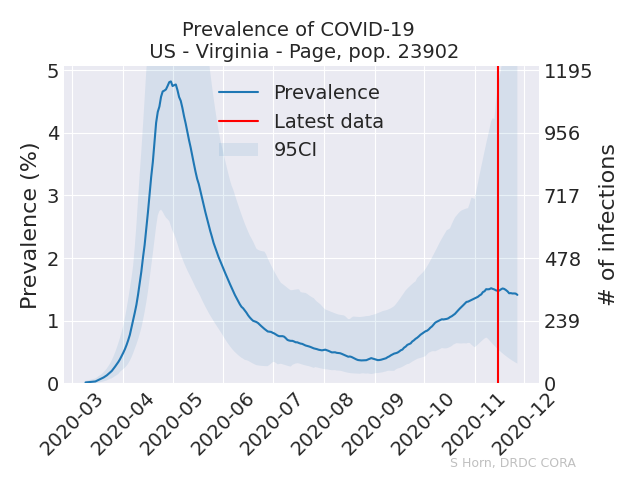 Prevalence of COVID-19
US - Virginia - Page, pop. 23902
Prevalence
Latest data
95CI
Prevalence (%)
5
4
3
2
1
0
# of infections
1195
956
717
478
239
0
2020-03
2020-04
2020-05
2020-06
2020-07
2020-08
2020-09
2020-10
2020-11
2020-12
S Horn, DRDC CORA